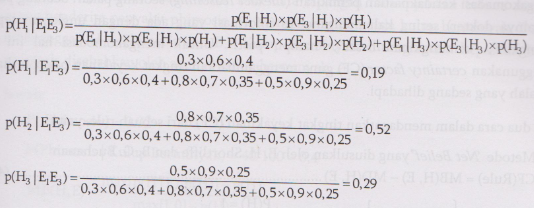 p(H₁|E₁E₃)= p(E₁|H₁)×p(E₃|H₁)×p(H₁) / p(E₁|H₁)×p(E₃|H₁)×p(H₁)+p(E₁|H₂)×p(E₃|H₂)×p(H₂)+p(E₁|H₃)×p(E₃|H₃)×p(H₃)
p(H₁|E₁E₃)= 0,3×0,6×0,4 / 0,3×0,6×0,4+0,8×0,7×0,35+0,5×0,9×0,25 =0,19
p(H₂|E₁E₃)= 0,8×0,7×0,35 / 0,3×0,6×0,4+0,8×0,7×0,35+0,5×0,9×0,25 =0,52
p(H₃|E₁E₃)= 0,5×0,9×0,25 / 0,3×0,6×0,4+0,8×0,7×0,35+0,5×0,9×0,25 =0,29